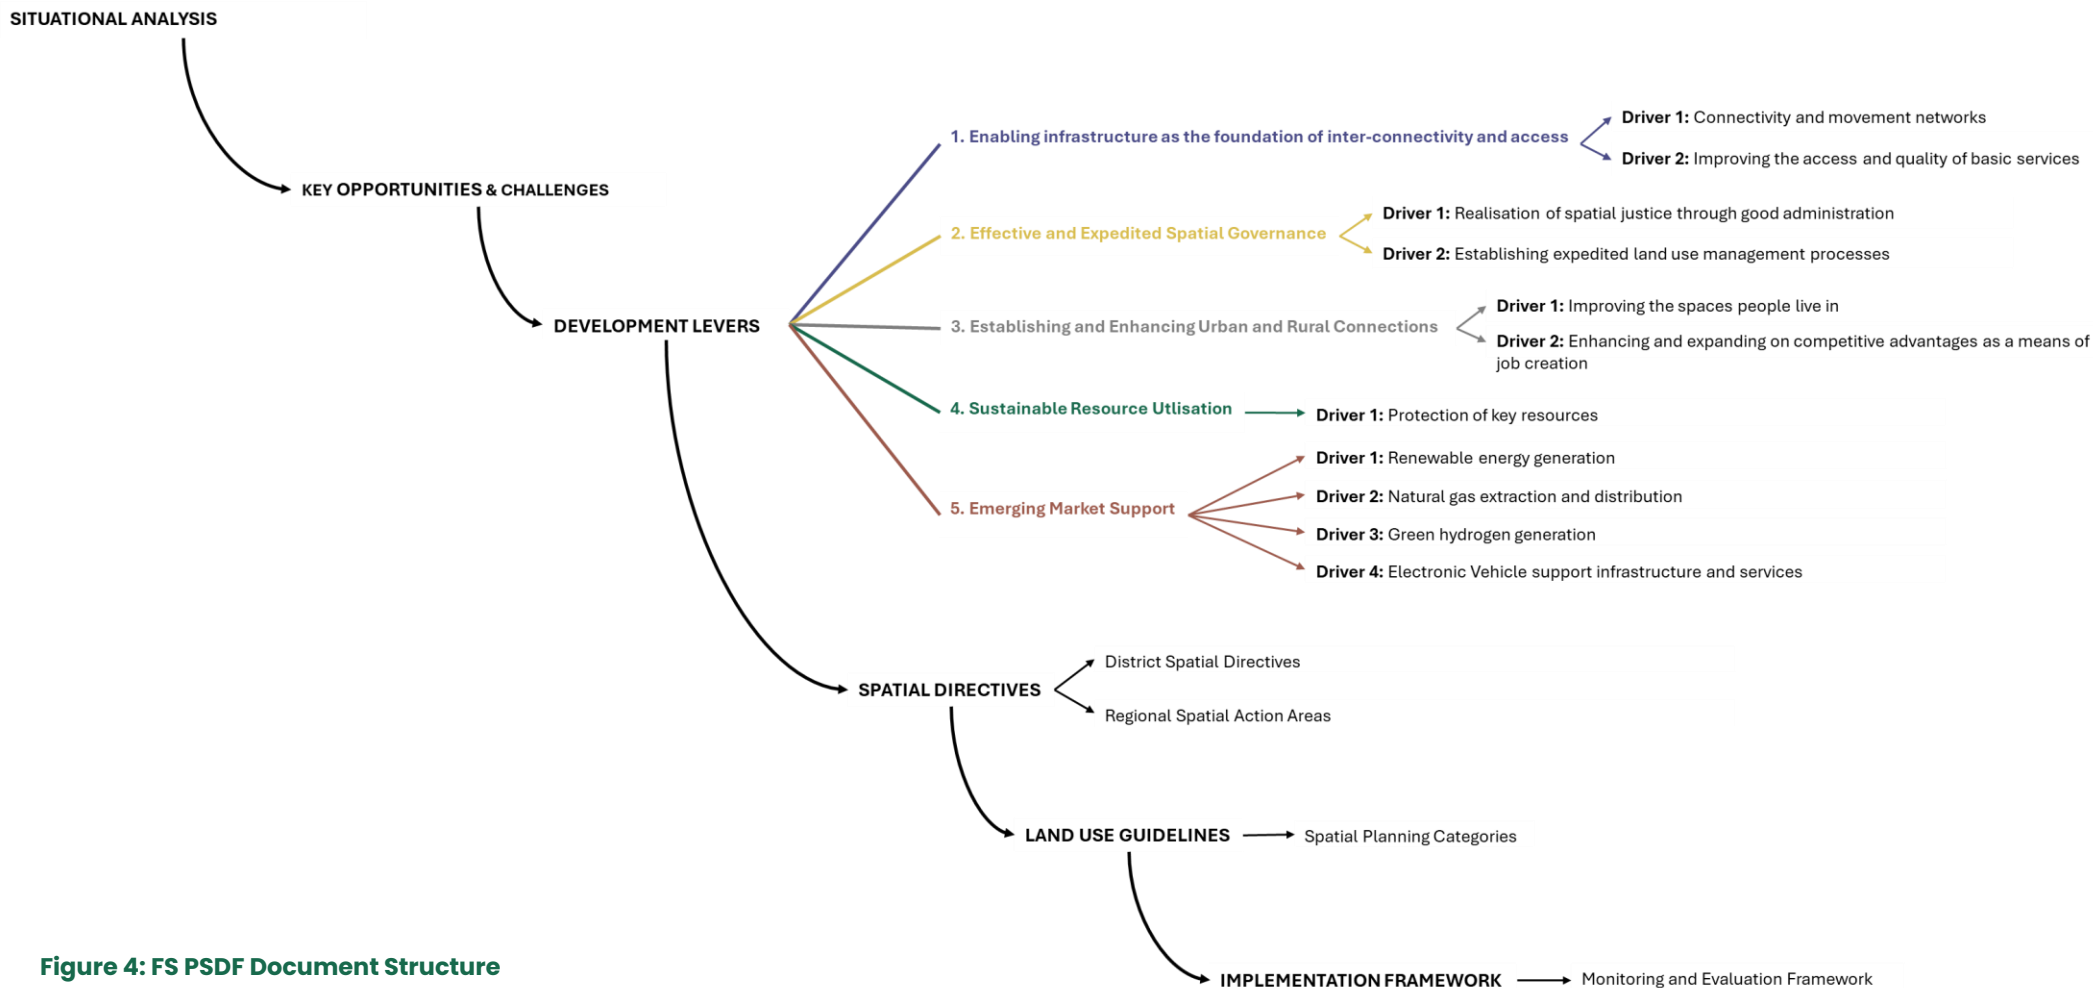 SITUATIONAL ANALYSIS
KEY OPPORTUNITIES & CHALLENGES
DEVELOPMENT LEVERS
1. Enabling infrastructure as the foundation of inter-connectivity and access
Driver 1: Connectivity and movement networks
Driver 2: Improving the access and quality of basic services
2. Effective and Expedited Spatial Governance
Driver 1: Realisation of spatial justice through good administration
Driver 2: Establishing expedited land use management processes
3. Establishing and Enhancing Urban and Rural Connections
Driver 1: Improving the spaces people live in
Driver 2: Enhancing and expanding on competitive advantages as a means of
job creation
4. Sustainable Resource Utlisation
Driver 1: Protection of key resources
5. Emerging Market Support
Driver 1: Renewable energy generation
Driver 2: Natural gas extraction and distribution
Driver 3: Green hydrogen generation
Driver 4: Electronic Vehicle support infrastructure and services
SPATIAL DIRECTIVES
District Spatial Directives
Regional Spatial Action Areas
LAND USE GUIDELINES
Spatial Planning Categories
IMPLEMENTATION FRAMEWORK
Monitoring and Evaluation Framework
Figure 4: FS PSDF Document Structure